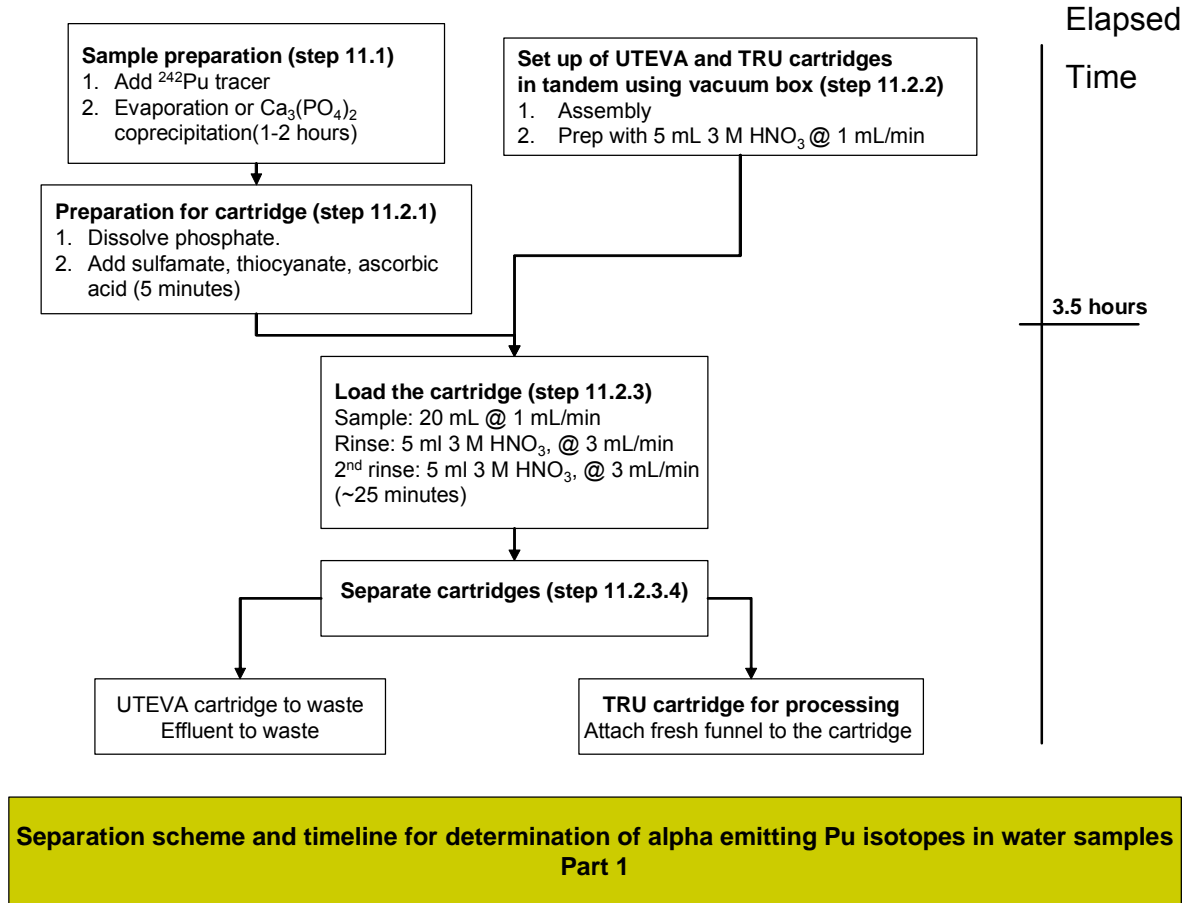 Elapsed
Time
Sample preparation (step 11.1)
1. Add ²⁴²Pu tracer
2. Evaporation or Ca₃(PO₄)₂
coprecipitation(1-2 hours)
Set up of UTEVA and TRU cartridges
in tandem using vacuum box (step 11.2.2)
1. Assembly
2. Prep with 5 mL 3 M HNO₃ @ 1 mL/min
Preparation for cartridge (step 11.2.1)
1. Dissolve phosphate.
2. Add sulfamate, thiocyanate, ascorbic
acid (5 minutes)
3.5 hours
Load the cartridge (step 11.2.3)
Sample: 20 mL @ 1 mL/min
Rinse: 5 ml 3 M HNO₃, @ 3 mL/min
2ⁿᵈ rinse: 5 ml 3 M HNO₃, @ 3 mL/min
(~25 minutes)
Separate cartridges (step 11.2.3.4)
UTEVA cartridge to waste
Effluent to waste
TRU cartridge for processing
Attach fresh funnel to the cartridge
Separation scheme and timeline for determination of alpha emitting Pu isotopes in water samples
Part 1